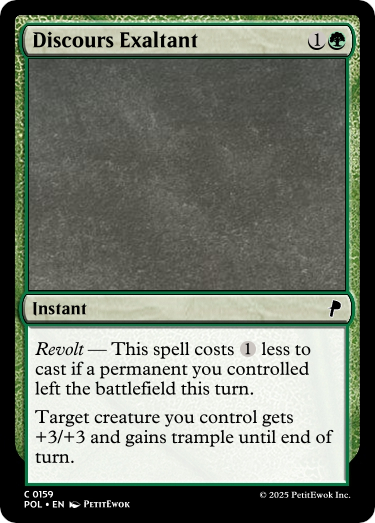 Discours Exaltant 1
Instant
Revolt — This spell costs 1 less to
cast if a permanent you controlled
left the battlefield this turn.
Target creature you control gets
+3/+3 and gains trample until end of
turn.
C 0159
POL • EN PETITEWOK
© 2025 PetitEwok Inc.